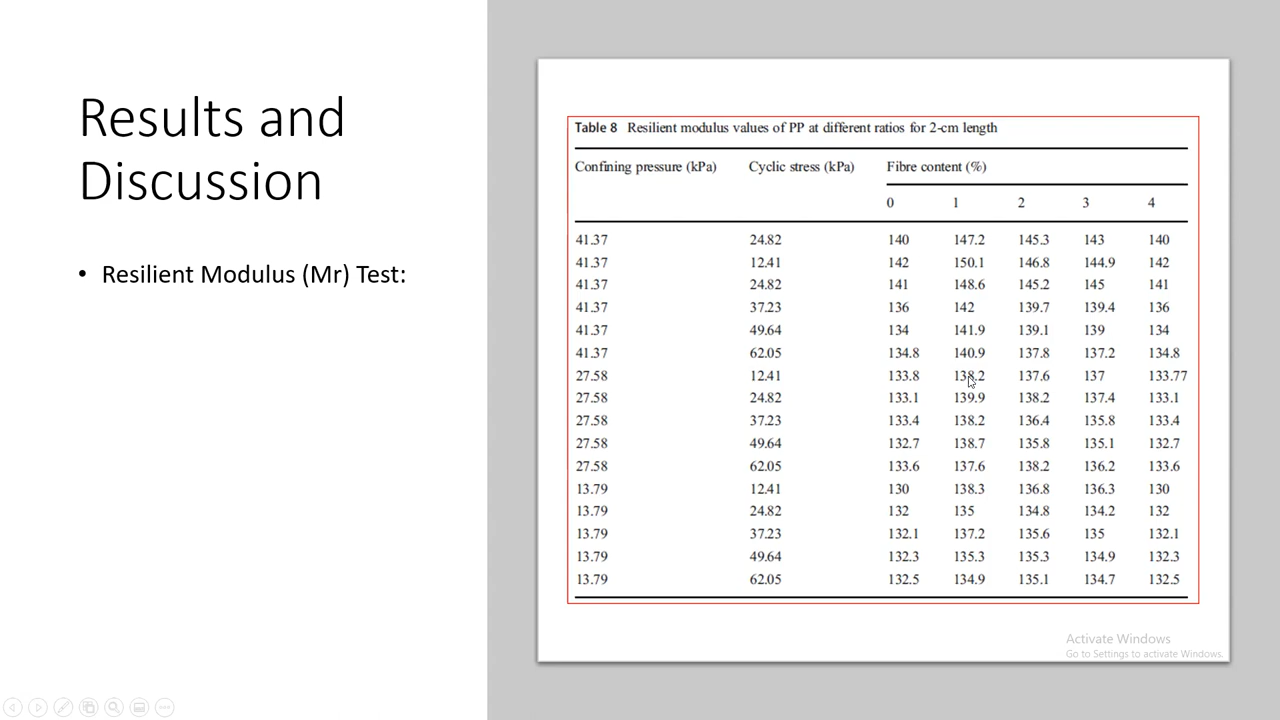 Results and
Discussion
• Resilient Modulus (Mr) Test:
Table 8 Resilient modulus values of PP at different ratios for 2-cm length
Confining pressure (kPa) Cyclic stress (kPa) Fibre content (%)
0 1 2 3 4
41.37 24.82 140 147.2 145.3 143 140
41.37 12.41 142 150.1 146.8 144.9 142
41.37 24.82 141 148.6 145.2 145 141
41.37 37.23 136 142 139.7 139.4 136
41.37 49.64 134 141.9 139.1 139 134
41.37 62.05 134.8 140.9 137.8 137.2 134.8
27.58 12.41 133.8 138.2 137.6 137 133.77
27.58 24.82 133.1 139.9 138.2 137.4 133.1
27.58 37.23 133.4 138.2 136.4 135.8 133.4
27.58 49.64 132.7 138.7 135.8 135.1 132.7
27.58 62.05 133.6 137.6 138.2 136.2 133.6
13.79 12.41 130 138.3 136.8 136.3 130
13.79 24.82 132 135 134.8 134.2 132
13.79 37.23 132.1 137.2 135.6 135 132.1
13.79 49.64 132.3 135.3 135.3 134.9 132.3
13.79 62.05 132.5 134.9 135.1 134.7 132.5
Activate Windows
Go to Settings to activate Windows.